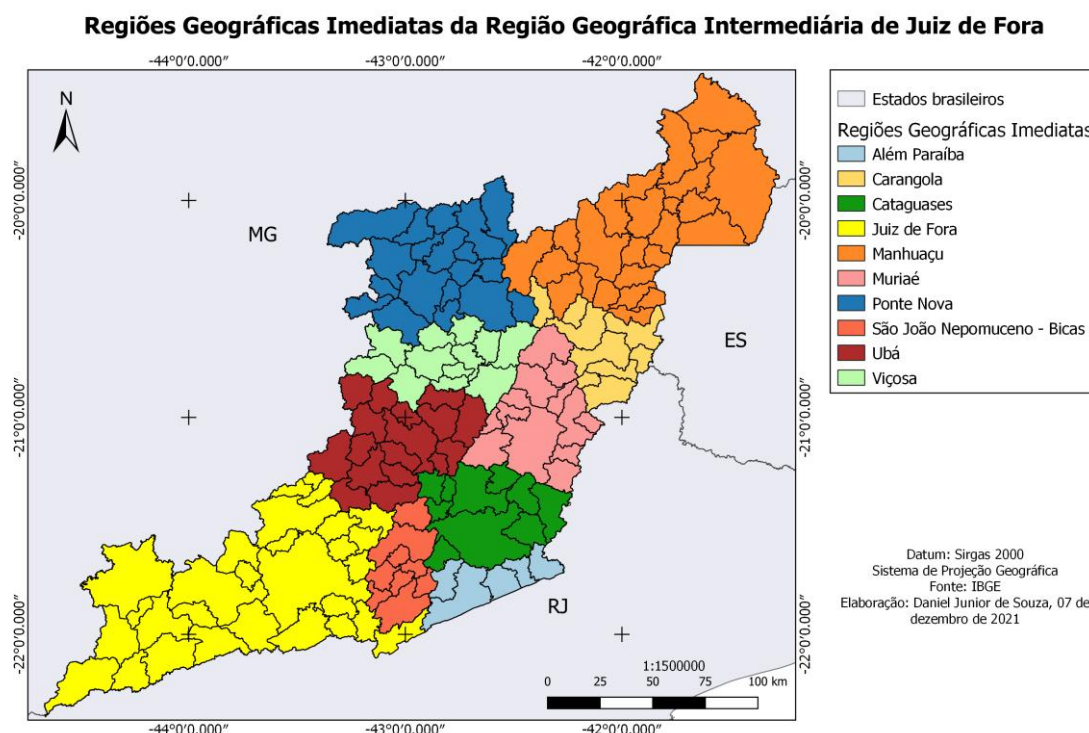 Regiões Geográficas Imediatas da Região Geográfica Intermediária de Juiz de Fora
-44°0'0.000" -43°0'0.000" -42°0'0.000"
N
-20°0'0.000" -20°0'0.000"
MG
ES
-21°0'0.000" -21°0'0.000"
RJ
-22°0'0.000" -22°0'0.000"
1:1500000
0 25 50 75 100 km
-44°0'0.000" -43°0'0.000" -42°0'0.000"
Estados brasileiros
Regiões Geográficas Imediatas
Além Paraíba
Carangola
Cataguases
Juiz de Fora
Manhuaçu
Muriaé
Ponte Nova
São João Nepomuceno - Bicas
Ubá
Viçosa
Datum: Sirgas 2000
Sistema de Projeção Geográfica
Fonte: IBGE
Elaboração: Daniel Junior de Souza, 07 de
dezembro de 2021